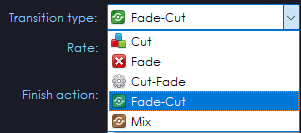 Transition type: Fade-Cut
Rate:
Cut
Fade
Cut-Fade
Finish action:
Fade-Cut
Mix